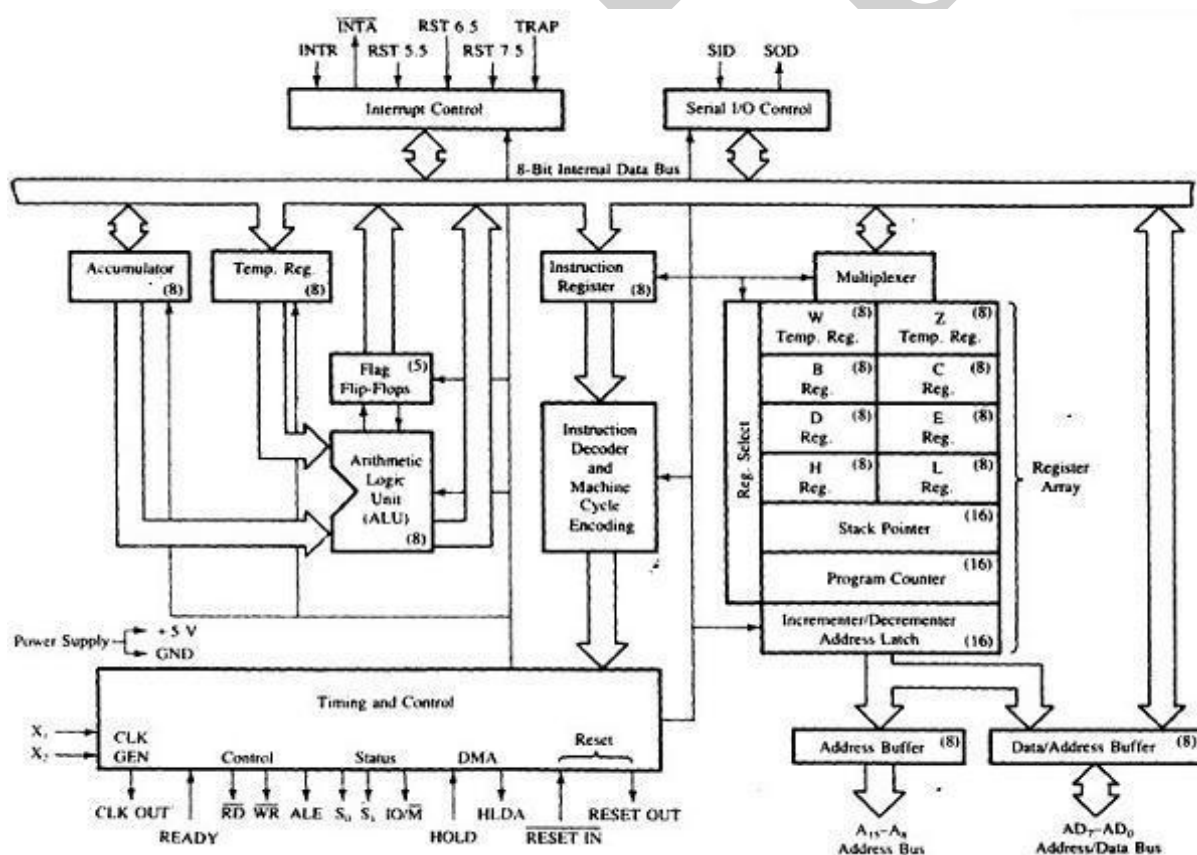 INTR
INTA
RST 5.5
RST 6.5
RST 7.5
TRAP
SID
SOD
Interrupt Control
Serial I/O Control
8-Bit Internal Data Bus
Accumulator
(8)
Temp. Reg.
(8)
Instruction
Register
(8)
Multiplexer
Flag
Flip-Flops
(5)
Arithmetic
Logic
Unit
(ALU)
(8)
Instruction
Decoder
and
Machine
Cycle
Encoding
Reg. Select
W (8)
Temp. Reg.
Z (8)
Temp. Reg.
B (8)
Reg.
C (8)
Reg.
D (8)
Reg.
E (8)
Reg.
H (8)
Reg.
L (8)
Reg.
(16)
Stack Pointer
(16)
Program Counter
Incrementer/Decrementer
Address Latch
(16)
Register
Array
Power Supply
+5 V
GND
Timing and Control
X₁
X₂
CLK
GEN
Control
Status
DMA
Reset
CLK OUT
READY
RD
WR
ALE
S₀
S₁
IO/M
HOLD
HLDA
RESET IN
RESET OUT
Address Buffer (8)
Data/Address Buffer (8)
A₁₅–A₈
Address Bus
AD₇–AD₀
Address/Data Bus